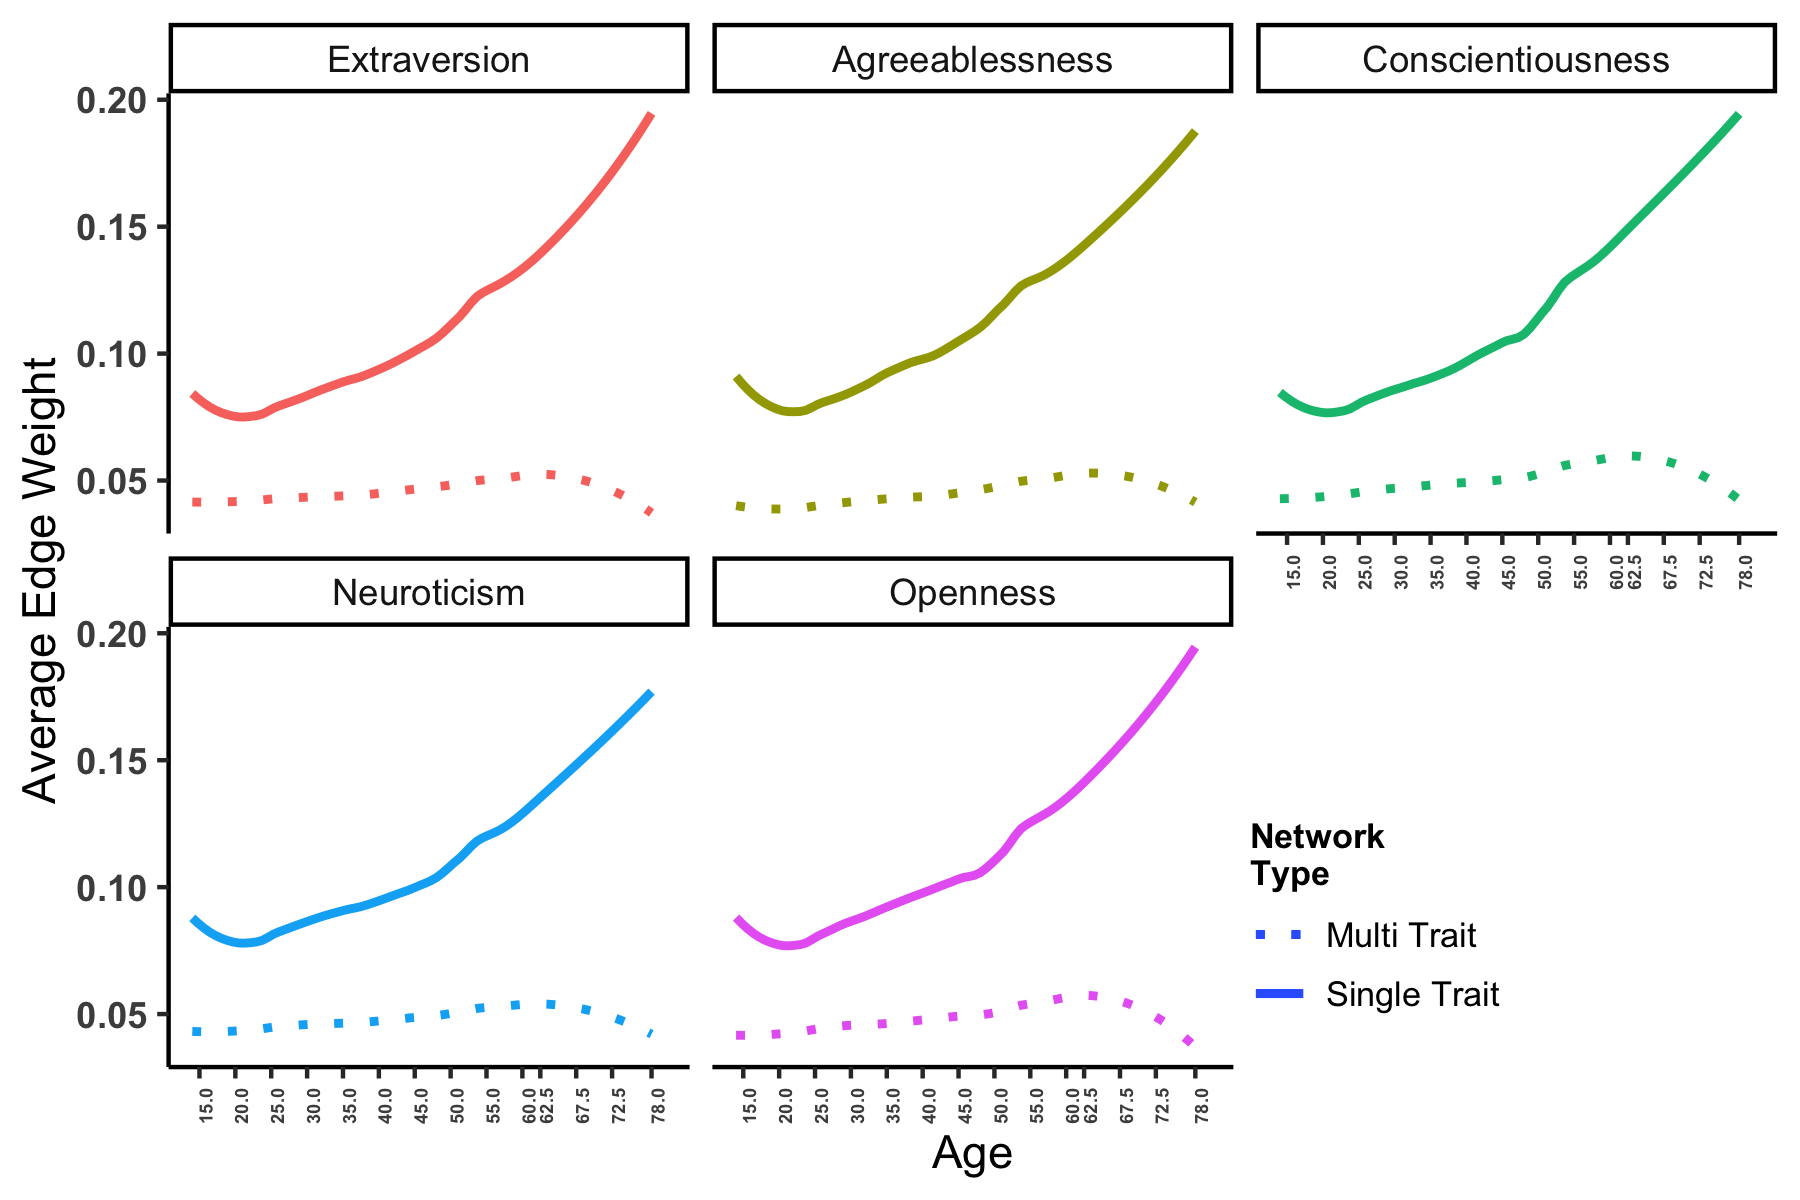 Extraversion
Agreeablessness
Conscientiousness
0.20
0.15
0.10
0.05
15.0 20.0 25.0 30.0 35.0 40.0 45.0 50.0 55.0 60.0 62.5 67.5 72.5 78.0
Average Edge Weight
Neuroticism
Openness
0.20
0.15
0.10
0.05
15.0 20.0 25.0 30.0 35.0 40.0 45.0 50.0 55.0 60.0 62.5 67.5 72.5 78.0
15.0 20.0 25.0 30.0 35.0 40.0 45.0 50.0 55.0 60.0 62.5 67.5 72.5 78.0
Age
Network
Type
Multi Trait
Single Trait